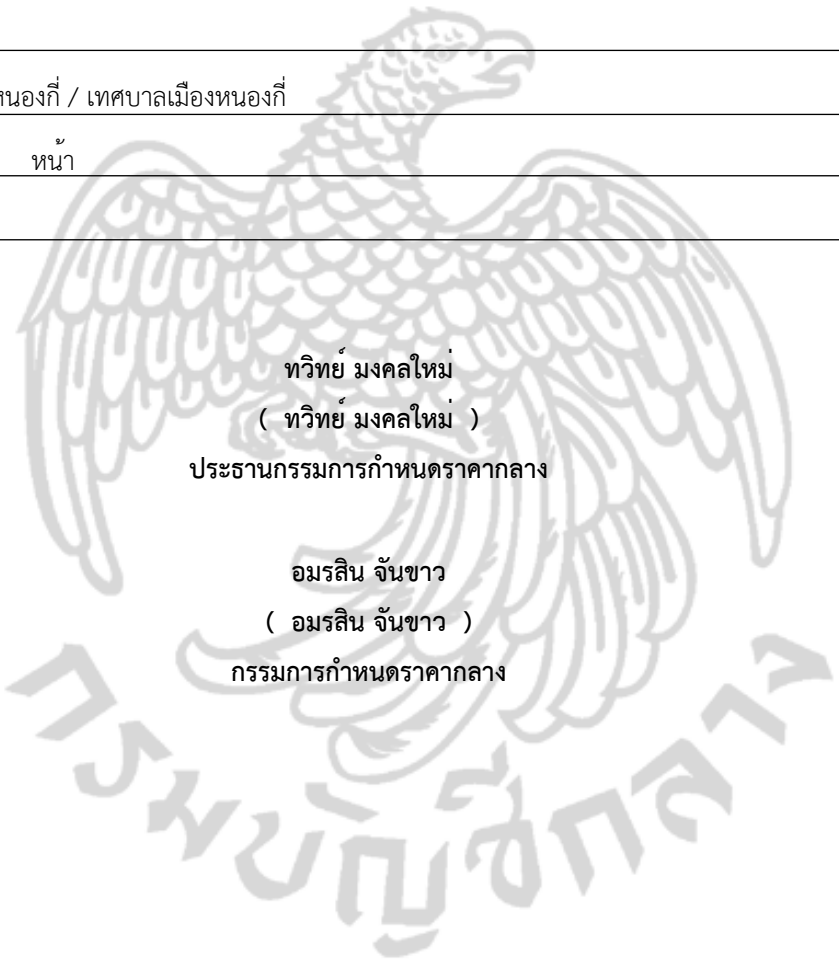 หนองกี่ / เทศบาลเมืองหนองกี่
หน้า
ทวิทย์ มงคลใหม่
( ทวิทย์ มงคลใหม่ )
ประธานกรรมการกำหนดราคากลาง
อมรสิน จันขาว
( อมรสิน จันขาว )
กรรมการกำหนดราคากลาง
กรมบัญชีกลาง